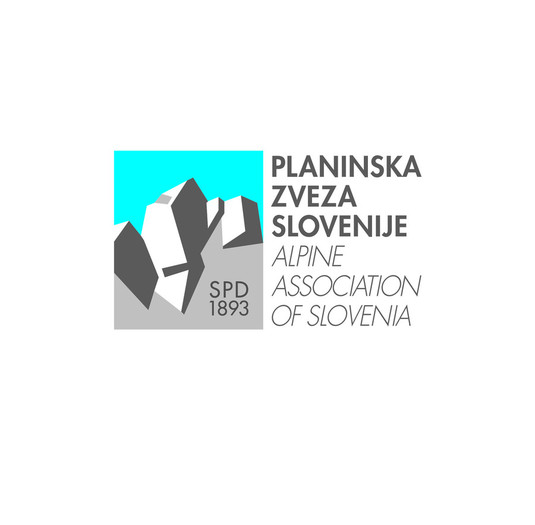 PLANINSKA
ZVEZA
SLOVENIJE
ALPINE
ASSOCIATION
OF SLOVENIA
SPD
1893